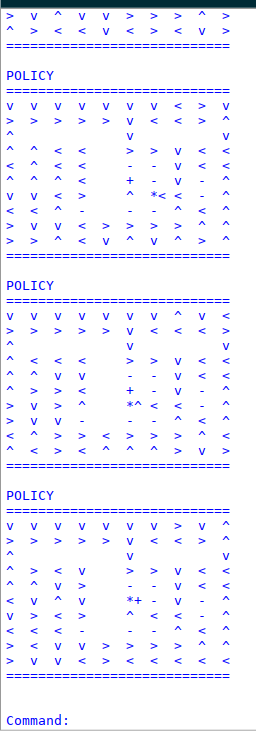 >  v  ^  v  v  >  >  >  ^  >
^  >  <  <  v  <  >  <  v  >
============================

POLICY
============================
v  v  v  v  v  v  v  <  >  v
>  >  >  >  >  v  <  <  >  ^
^              v           v
^  ^  <  <     >  >  v  <  <
<  ^  <  <     -  -  v  <  <
^  ^  ^  <     +  -  v  -  ^
v  v  <  >     ^  *<  <  -  ^
<  <  ^  -     -  -  ^  <  ^
>  v  v  <  >  >  >  >  ^  ^
>  >  ^  <  v  ^  v  ^  >  ^
============================

POLICY
============================
v  v  v  v  v  v  v  ^  v  <
>  >  >  >  >  v  <  <  <  >
^              v           v
^  <  <  <     >  >  v  <  <
^  ^  v  v     -  -  v  <  <
^  >  >  <     +  -  v  -  ^
>  v  >  ^     *^  <  <  -  ^
>  v  v  -     -  -  ^  <  ^
<  ^  >  >  <  >  >  >  ^  <
^  <  >  <  ^  ^  ^  >  v  >
============================

POLICY
============================
v  v  v  v  v  v  v  >  v  ^
>  >  >  >  >  v  <  <  >  ^
^              v           v
^  >  <  v     >  >  v  <  <
^  ^  v  >     -  -  v  <  <
<  v  ^  v     *+  -  v  -  ^
v  >  <  >     ^  <  <  -  ^
<  <  <  -     -  -  ^  <  ^
>  <  v  v  >  >  >  >  ^  ^
>  v  v  <  >  <  <  <  <  <
============================

Command: